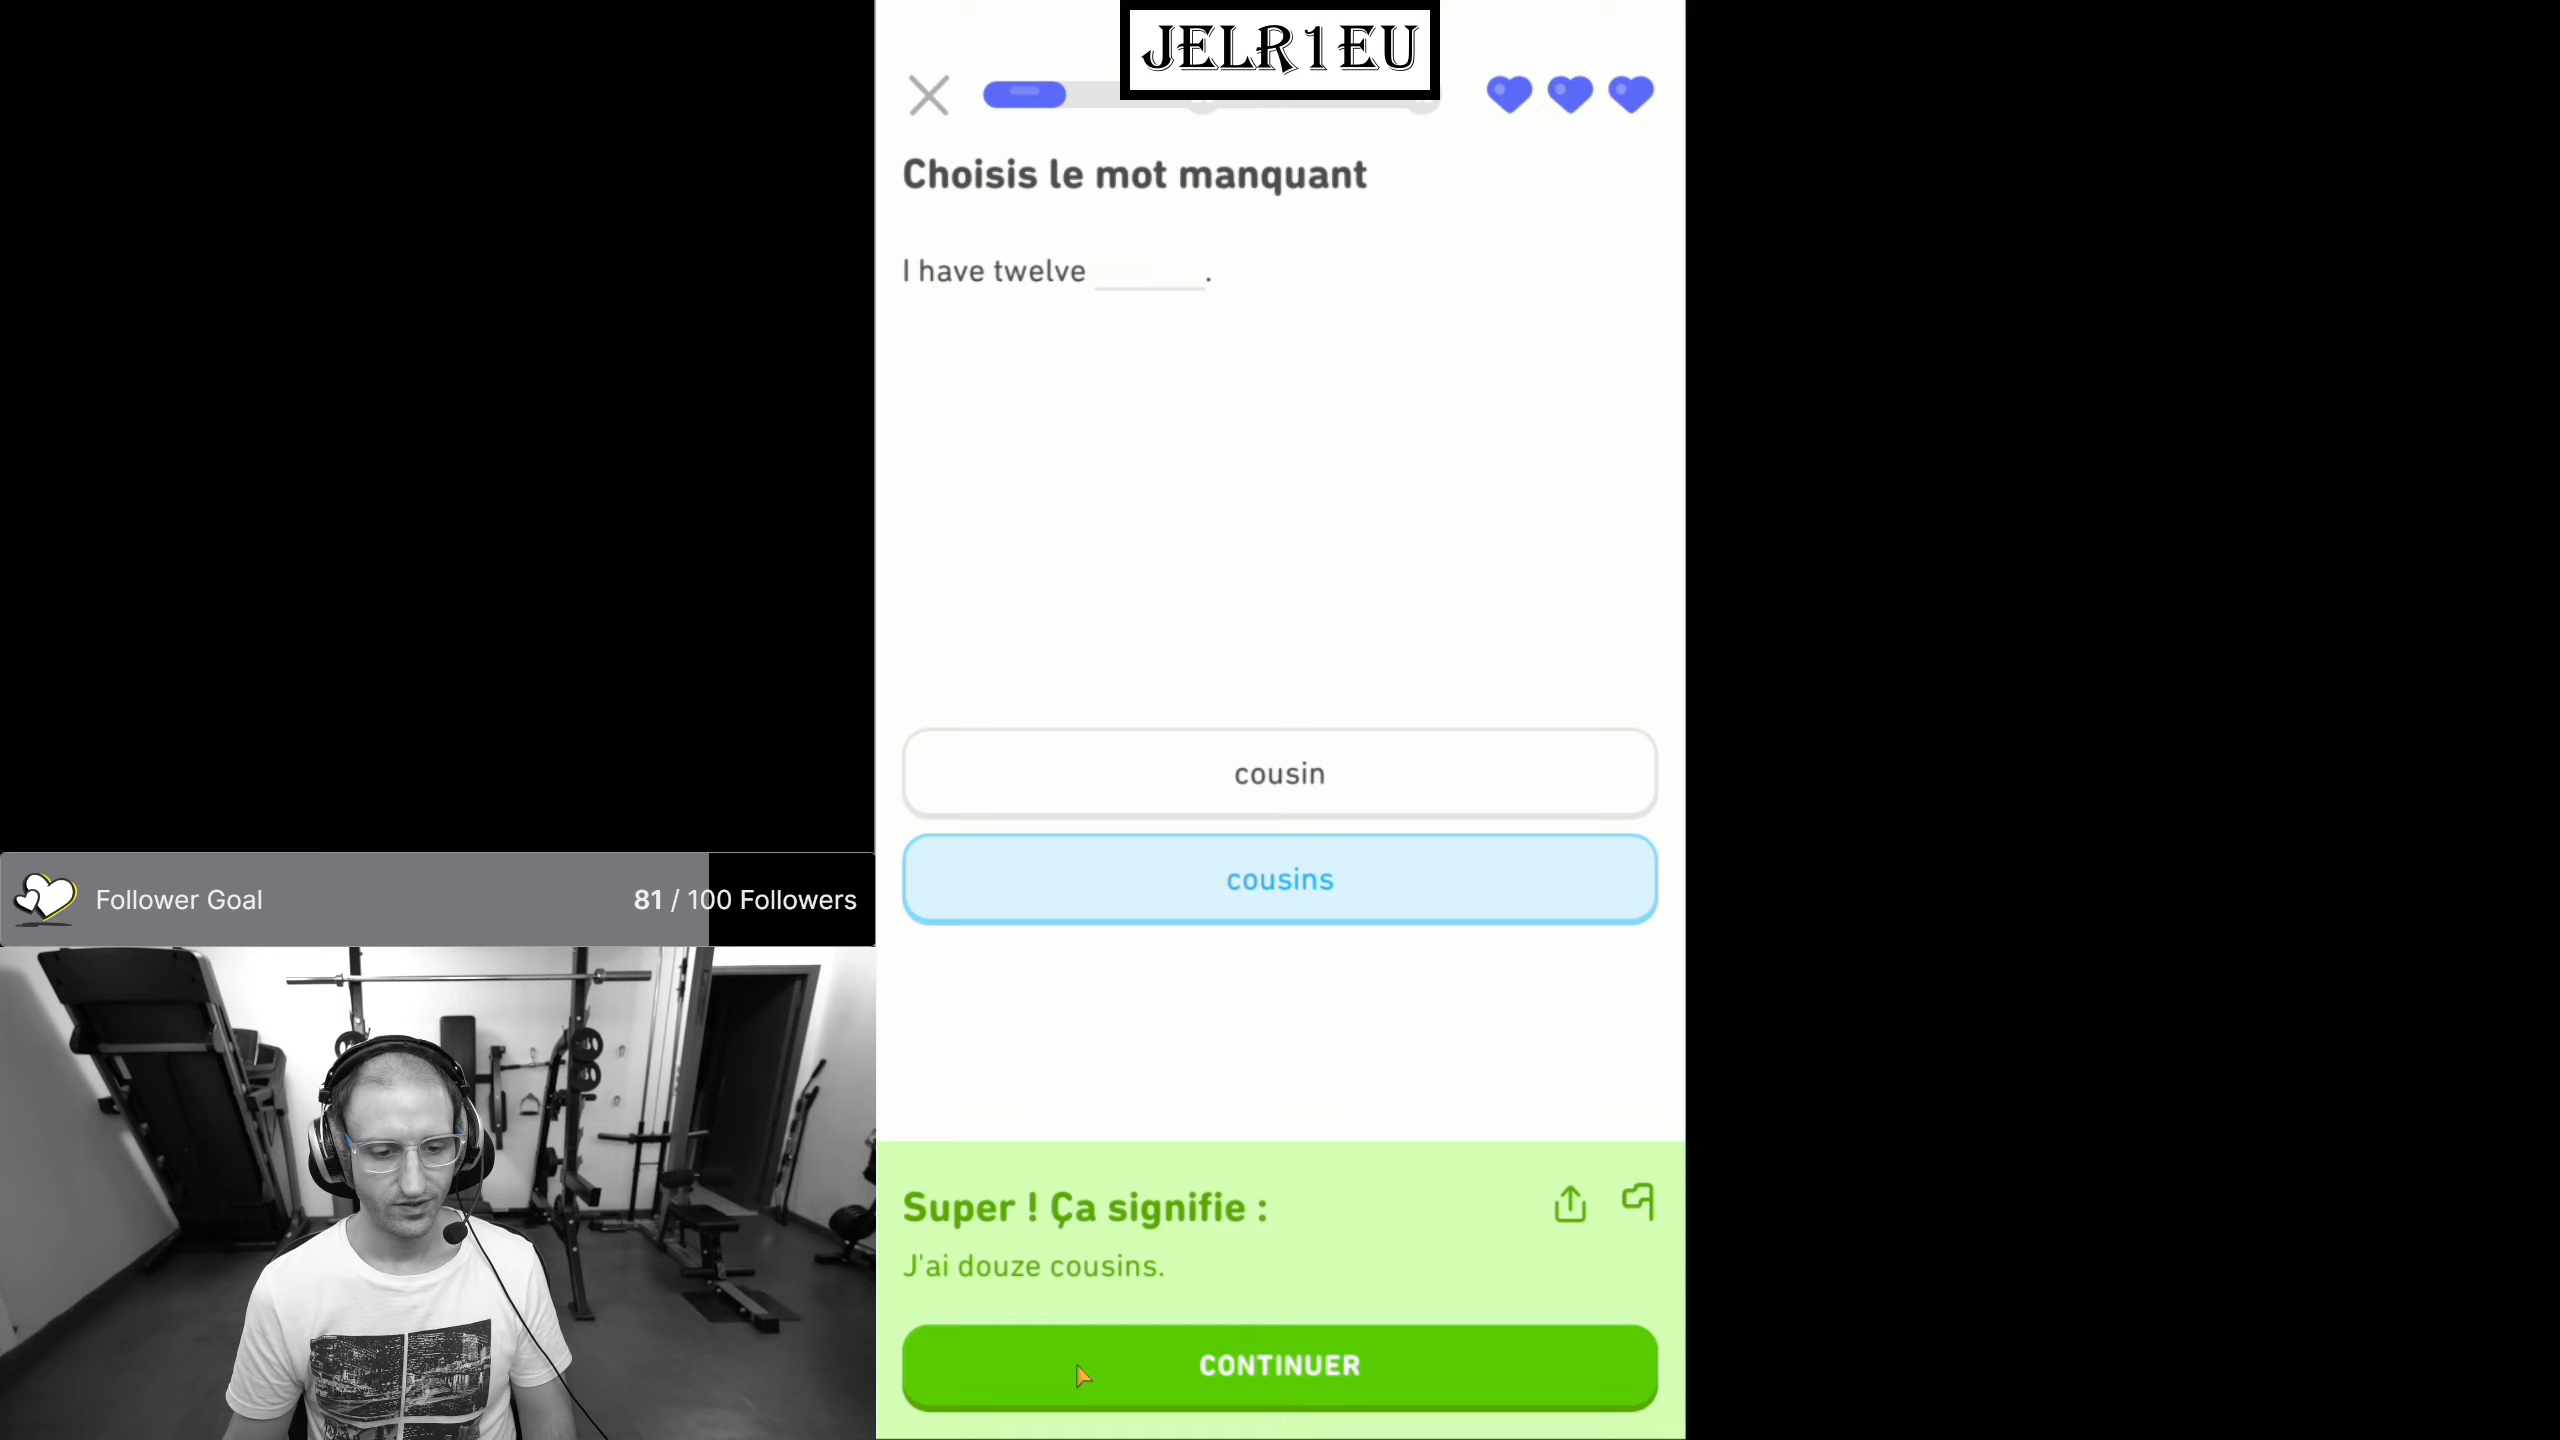 JELR1EU
Choisis le mot manquant
I have twelve ______.
cousin
cousins
Follower Goal
81 / 100 Followers
Super ! Ça signifie :
J'ai douze cousins.
CONTINUER